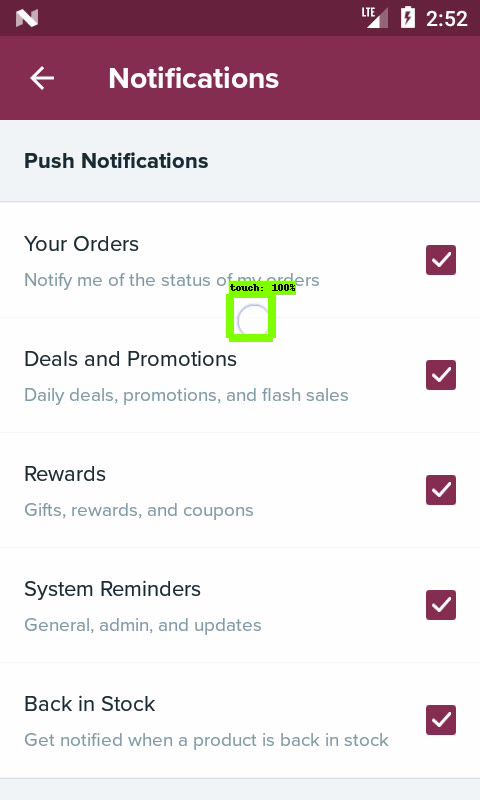 LTE
2:52
Notifications
Push Notifications
Your Orders
Notify me of the status of my orders
touch: 100%
Deals and Promotions
Daily deals, promotions, and flash sales
Rewards
Gifts, rewards, and coupons
System Reminders
General, admin, and updates
Back in Stock
Get notified when a product is back in stock